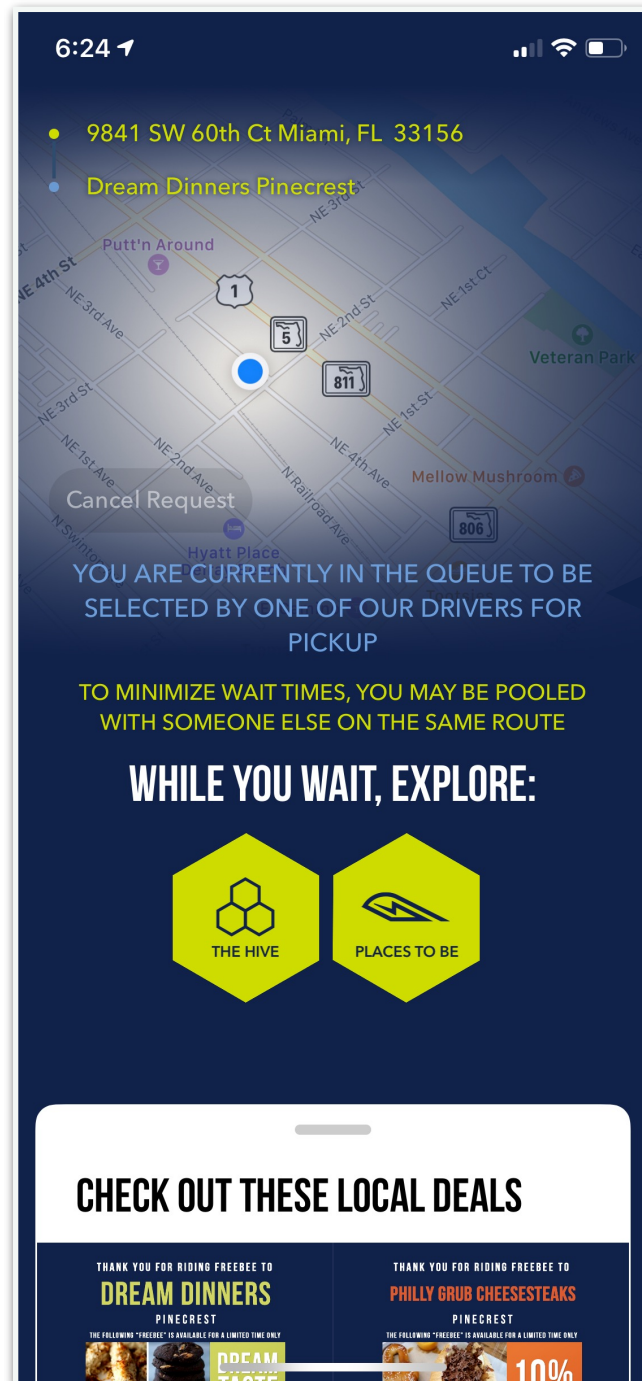 6:24
9841 SW 60th Ct Miami, FL 33156
Dream Dinners Pinecrest
NE 3rd St
Putt'n Around
NE 4th St
1
NE 1st Ct
NE 3rd Ave
NE 2nd St
5
Veteran Park
811
NE 3rd St
NE 1st St
NE 1st Ave
NE 2nd Ave
NE 4th Ave
Mellow Mushroom
Cancel Request
N Railroad Ave
806
N Swinton
Hyatt Place
YOU ARE CURRENTLY IN THE QUEUE TO BE
SELECTED BY ONE OF OUR DRIVERS FOR
PICKUP
TO MINIMIZE WAIT TIMES, YOU MAY BE POOLED
WITH SOMEONE ELSE ON THE SAME ROUTE
WHILE YOU WAIT, EXPLORE:
THE HIVE
PLACES TO BE
CHECK OUT THESE LOCAL DEALS
THANK YOU FOR RIDING FREEBEE TO
DREAM DINNERS
PINECREST
THE FOLLOWING "FREEBEE" IS AVAILABLE FOR A LIMITED TIME ONLY
DREAM
TASTE
THANK YOU FOR RIDING FREEBEE TO
PHILLY GRUB CHEESESTEAKS
PINECREST
THE FOLLOWING "FREEBEE" IS AVAILABLE FOR A LIMITED TIME ONLY
10%